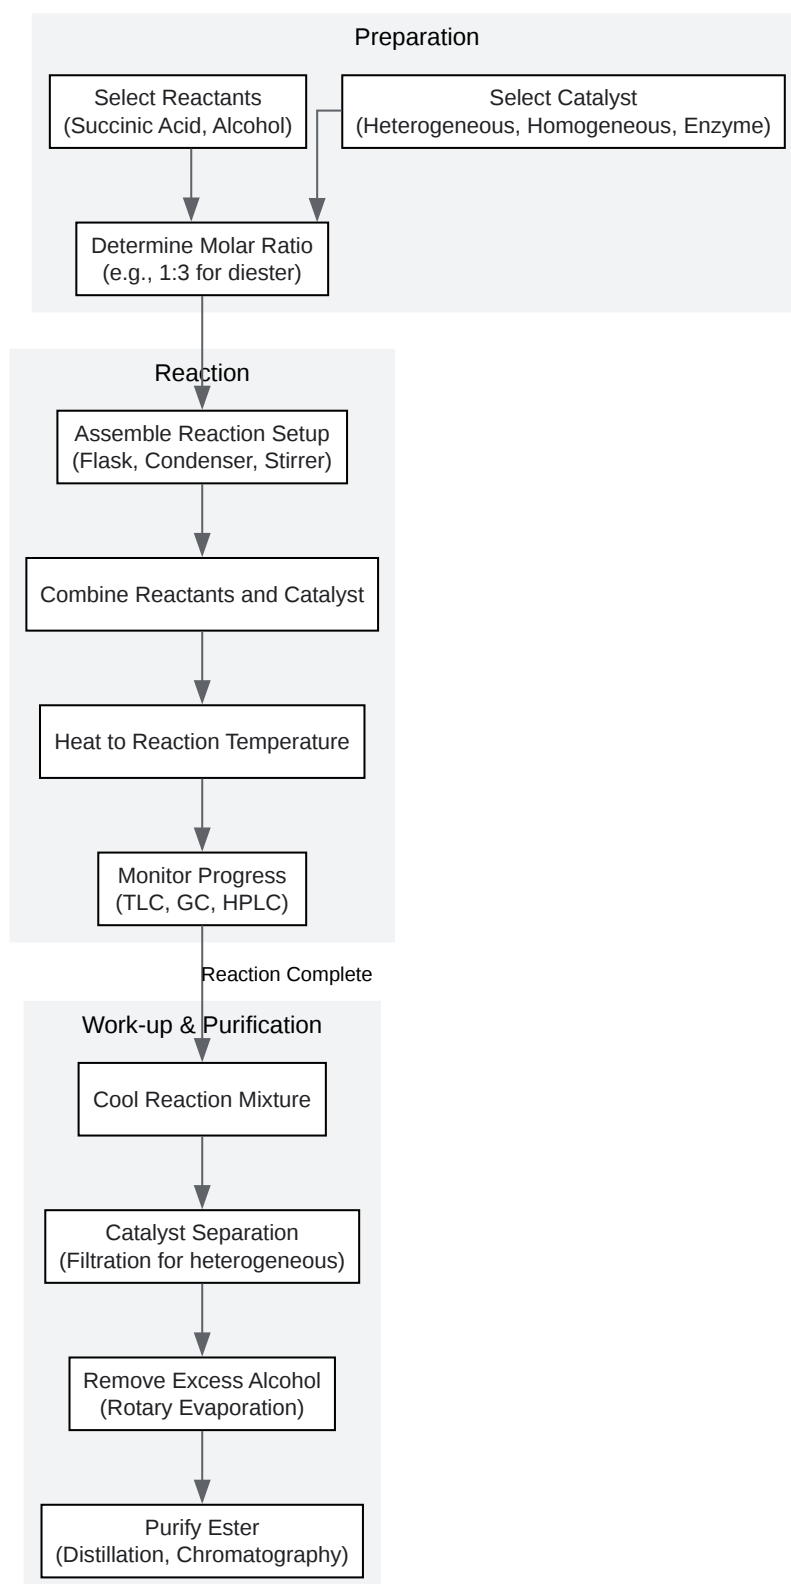 Preparation
Select Reactants
(Succinic Acid, Alcohol)
Select Catalyst
(Heterogeneous, Homogeneous, Enzyme)
Determine Molar Ratio
(e.g., 1:3 for diester)
Reaction
Assemble Reaction Setup
(Flask, Condenser, Stirrer)
Combine Reactants and Catalyst
Heat to Reaction Temperature
Monitor Progress
(TLC, GC, HPLC)
Reaction Complete
Work-up & Purification
Cool Reaction Mixture
Catalyst Separation
(Filtration for heterogeneous)
Remove Excess Alcohol
(Rotary Evaporation)
Purify Ester
(Distillation, Chromatography)